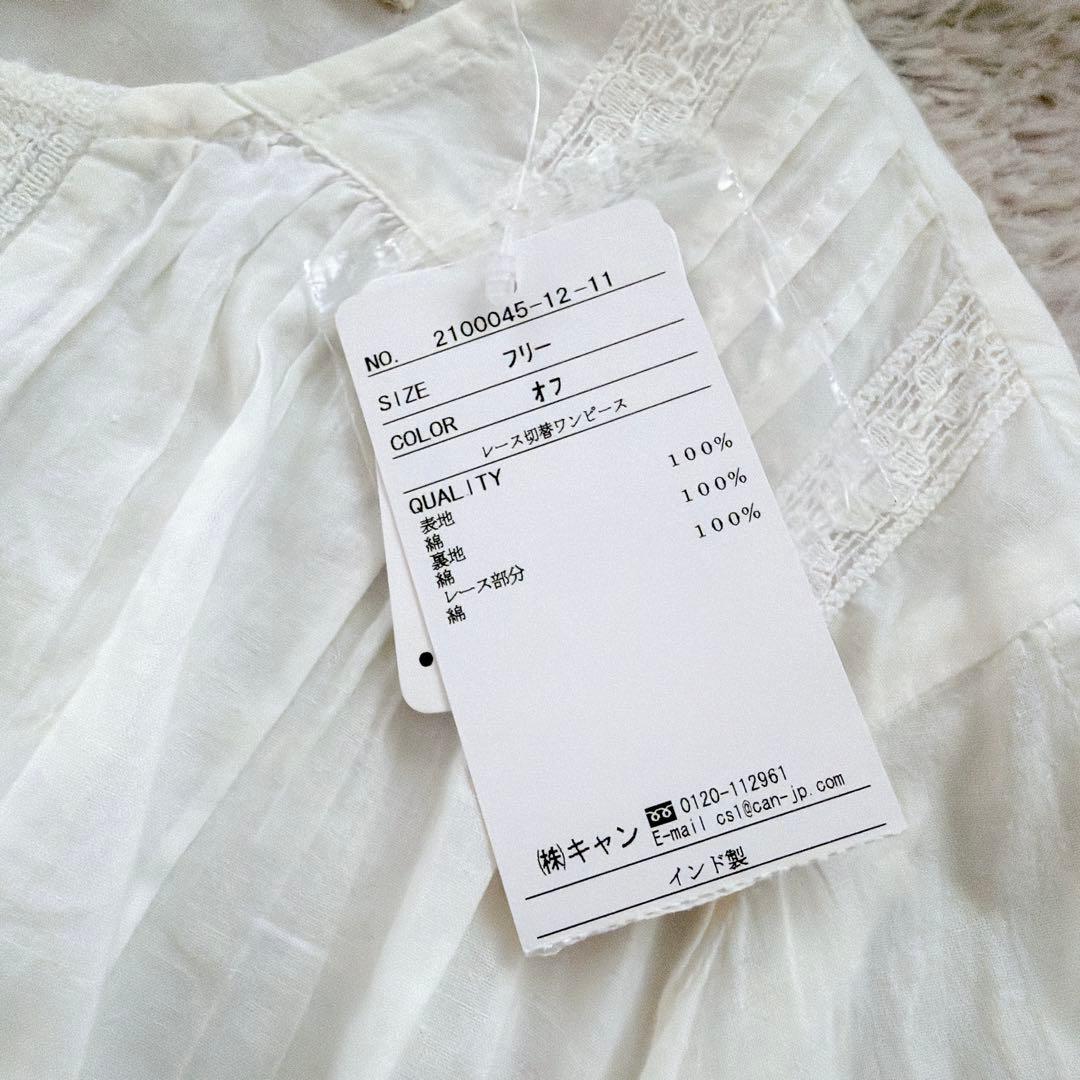 NO. 2100045-12-11
SIZE フリー
COLOR オフ
レース切替ワンピース
QUALITY
表地
綿 100%
裏地
綿 100%
レース部分
綿 100%
㈱キャン 0120-112961
E-mail cs1@can-jp.com
インド製